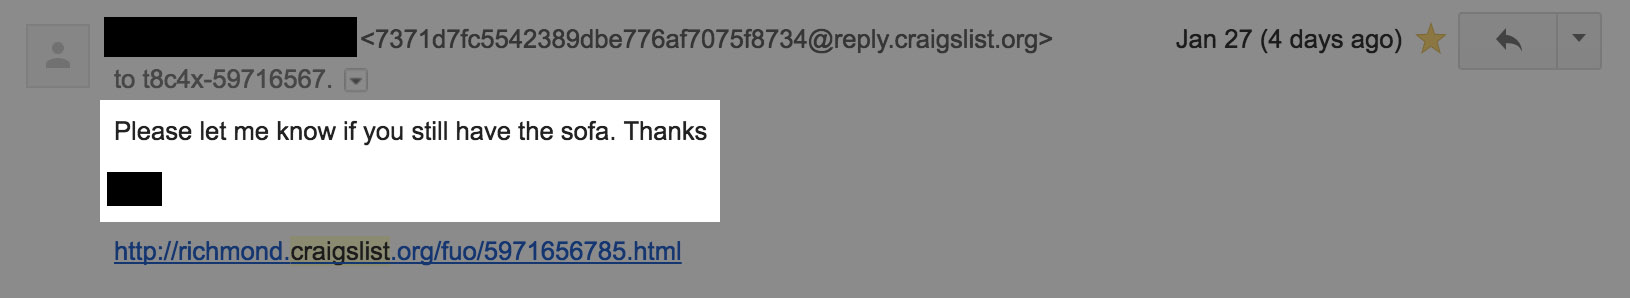 <7371d7fc5542389dbe776af7075f8734@reply.craigslist.org> Jan 27 (4 days ago)
to t8c4x-59716567.
Please let me know if you still have the sofa. Thanks
http://richmond.craigslist.org/fuo/5971656785.html